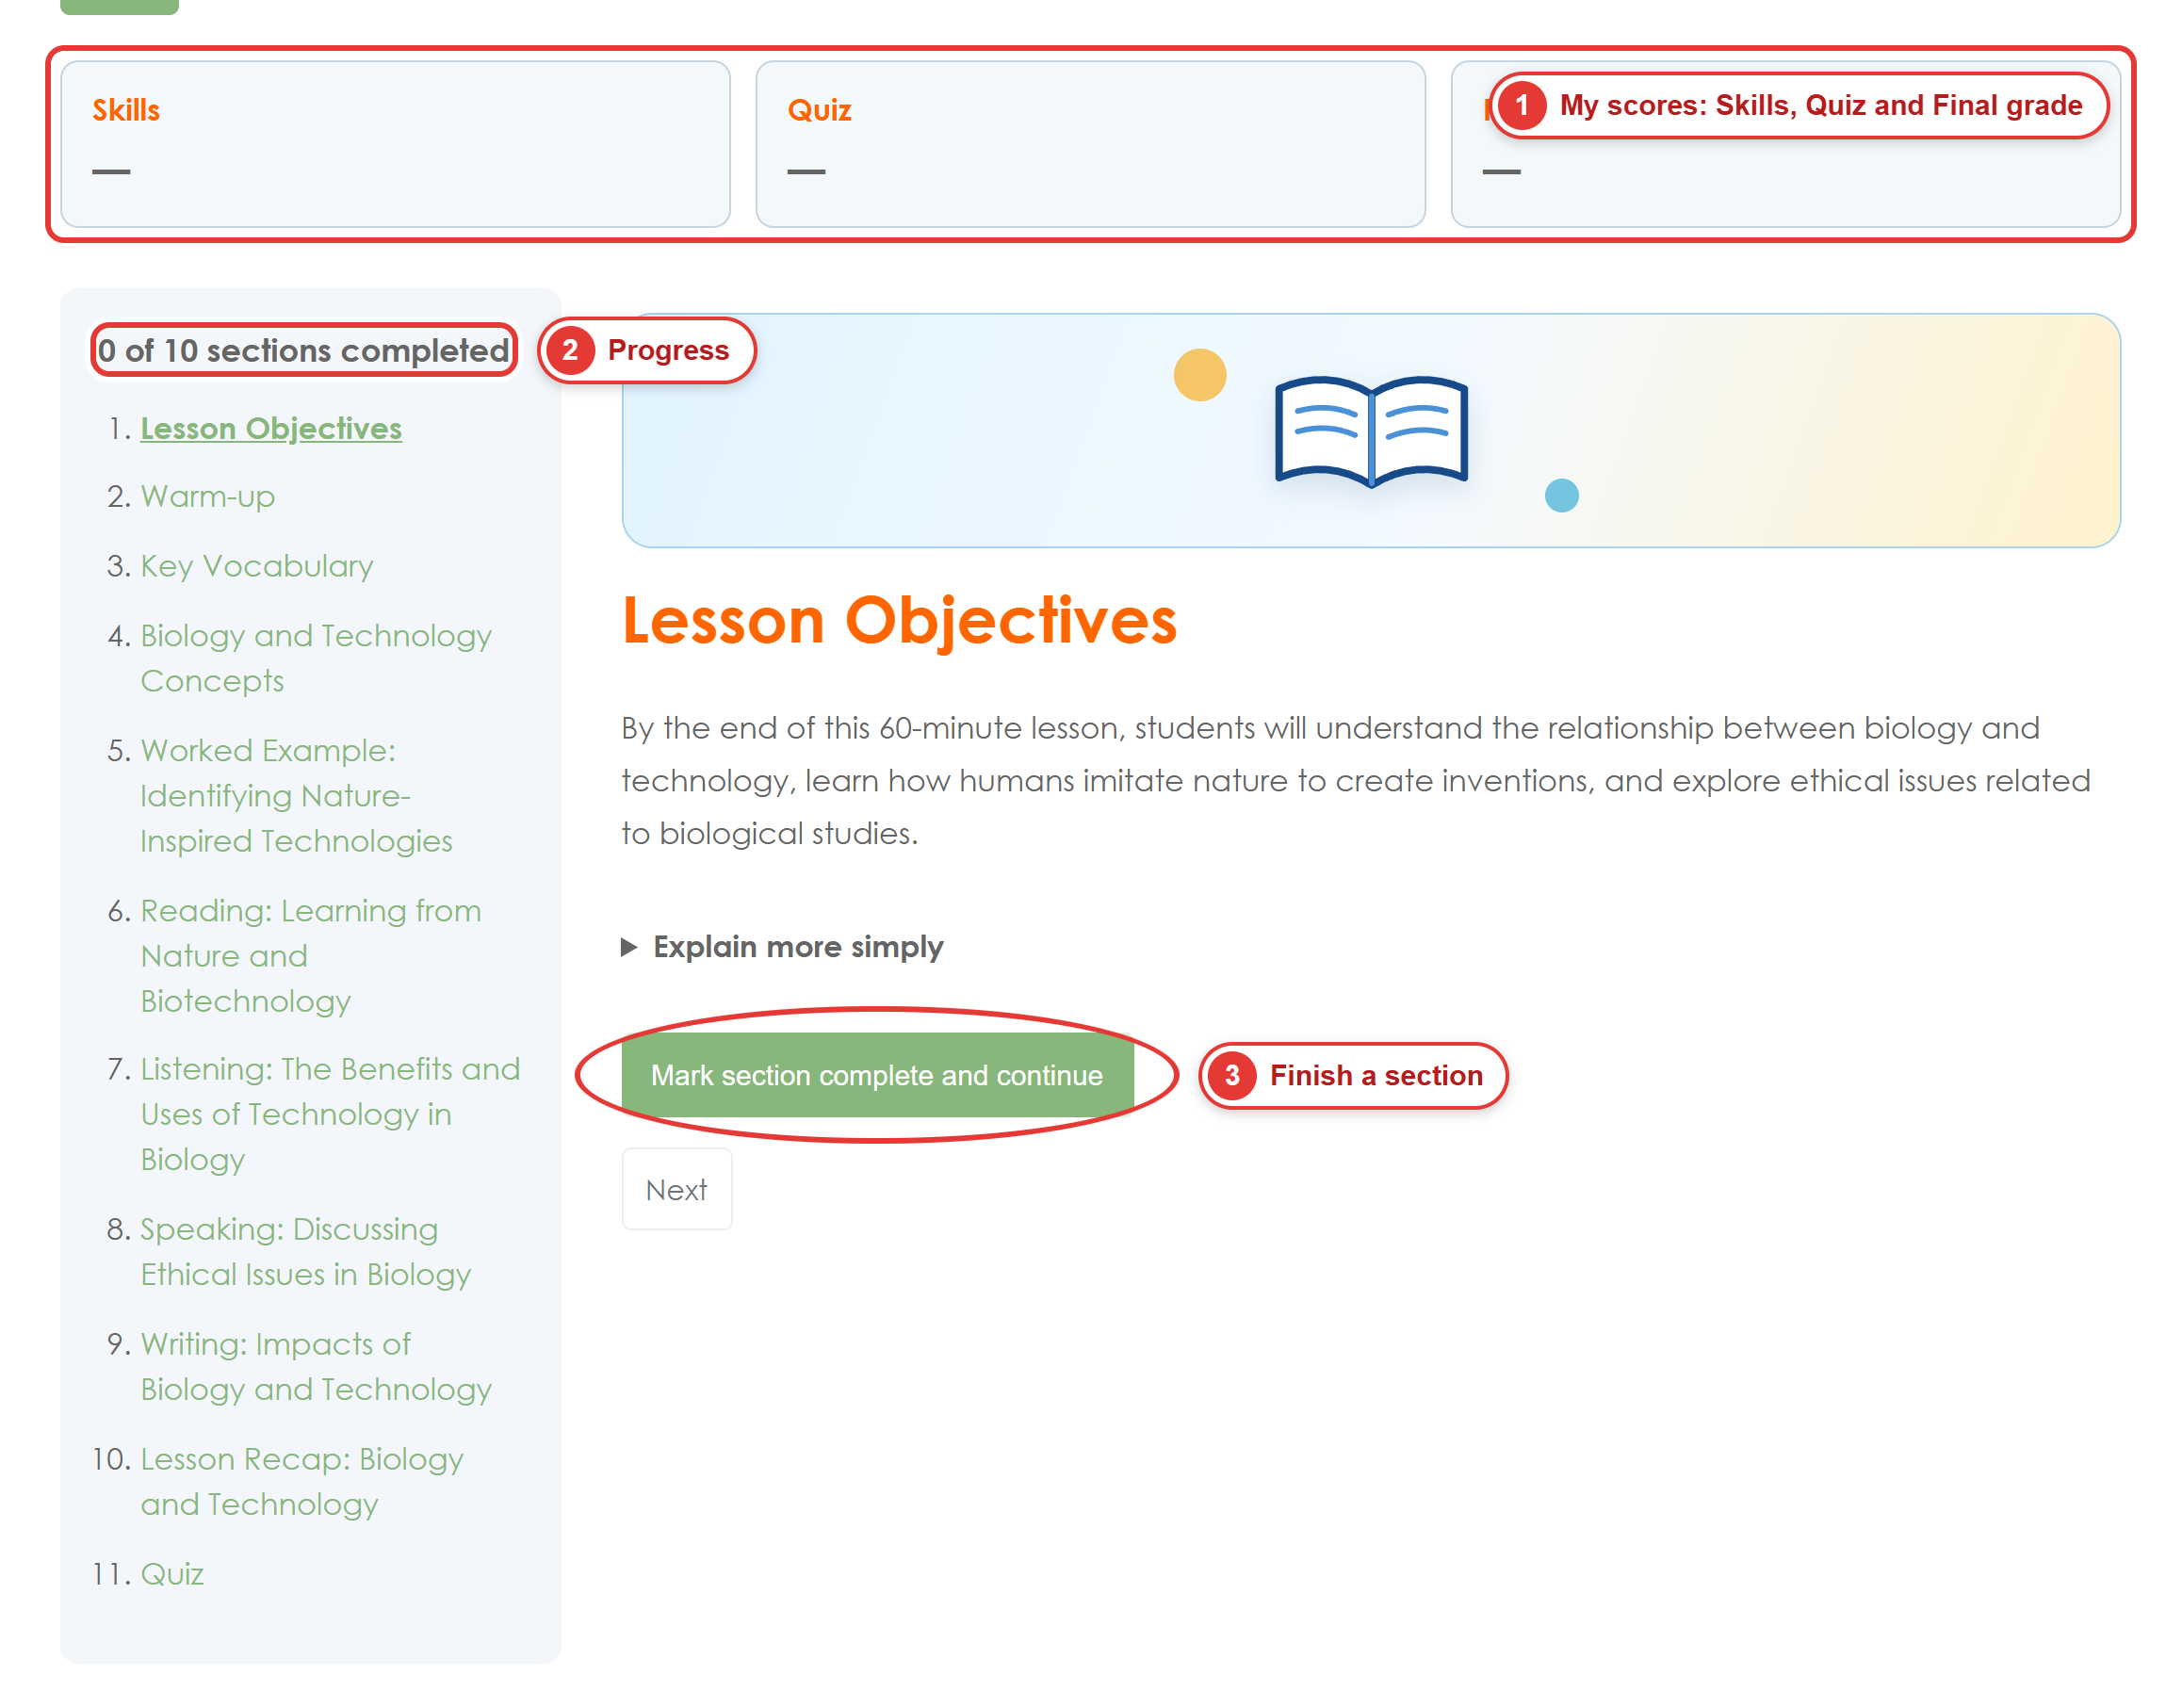 Skills
—
Quiz
—
1 My scores: Skills, Quiz and Final grade
—
0 of 10 sections completed
2 Progress
1. Lesson Objectives
2. Warm-up
3. Key Vocabulary
4. Biology and Technology
Concepts
5. Worked Example:
Identifying Nature-
Inspired Technologies
6. Reading: Learning from
Nature and
Biotechnology
7. Listening: The Benefits and
Uses of Technology in
Biology
8. Speaking: Discussing
Ethical Issues in Biology
9. Writing: Impacts of
Biology and Technology
10. Lesson Recap: Biology
and Technology
11. Quiz
Lesson Objectives
By the end of this 60-minute lesson, students will understand the relationship between biology and
technology, learn how humans imitate nature to create inventions, and explore ethical issues related
to biological studies.
Explain more simply
Mark section complete and continue
3 Finish a section
Next